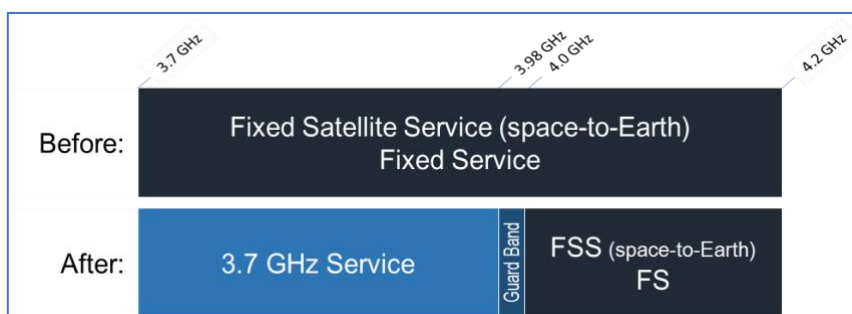 3.7 GHz
3.98 GHz
4.0 GHz
4.2 GHz
Before:
Fixed Satellite Service (space-to-Earth)
Fixed Service
After:
3.7 GHz Service
Guard Band
FSS (space-to-Earth)
FS